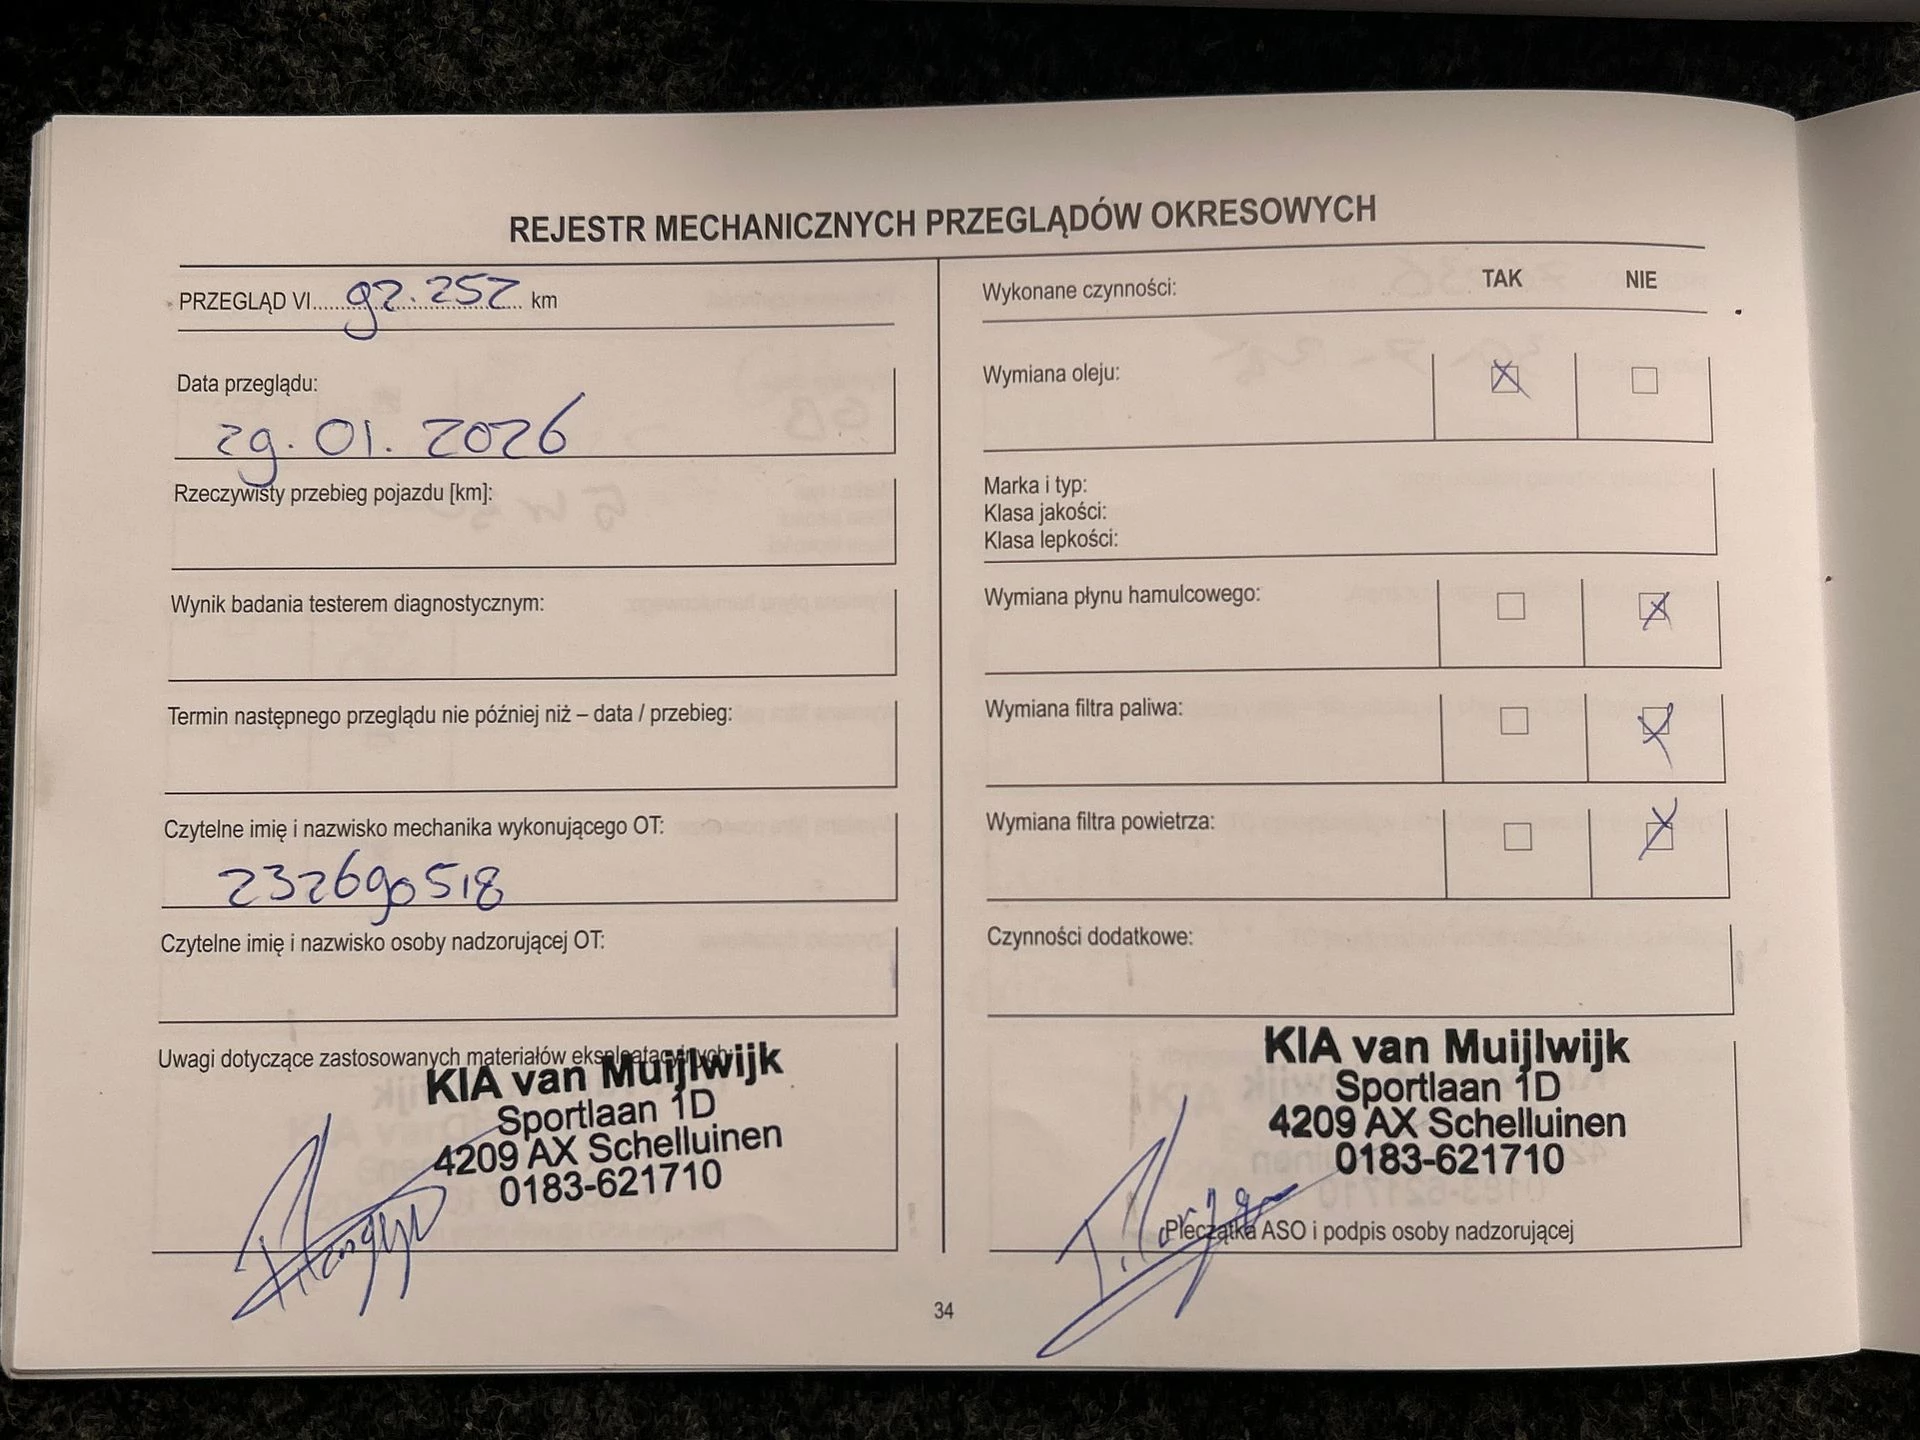 REJESTR MECHANICZNYCH PRZEGLĄDÓW OKRESOWYCH
PRZEGLĄD VI.....92.252.....km
Data przeglądu:
29.01.2026
Rzeczywisty przebieg pojazdu [km]:
Wynik badania testerem diagnostycznym:
Termin następnego przeglądu nie później niż – data / przebieg:
Czytelne imię i nazwisko mechanika wykonującego OT:
232690518
Czytelne imię i nazwisko osoby nadzorującej OT:
Uwagi dotyczące zastosowanych materiałów eksploatacyjnych:
KIA van Muijlwijk
Sportlaan 1D
4209 AX Schelluinen
0183-621710
Wykonane czynności: TAK NIE
Wymiana oleju:
Marka i typ:
Klasa jakości:
Klasa lepkości:
Wymiana płynu hamulcowego:
Wymiana filtra paliwa:
Wymiana filtra powietrza:
Czynności dodatkowe:
KIA van Muijlwijk
Sportlaan 1D
4209 AX Schelluinen
0183-621710
Pieczątka ASO i podpis osoby nadzorującej
34